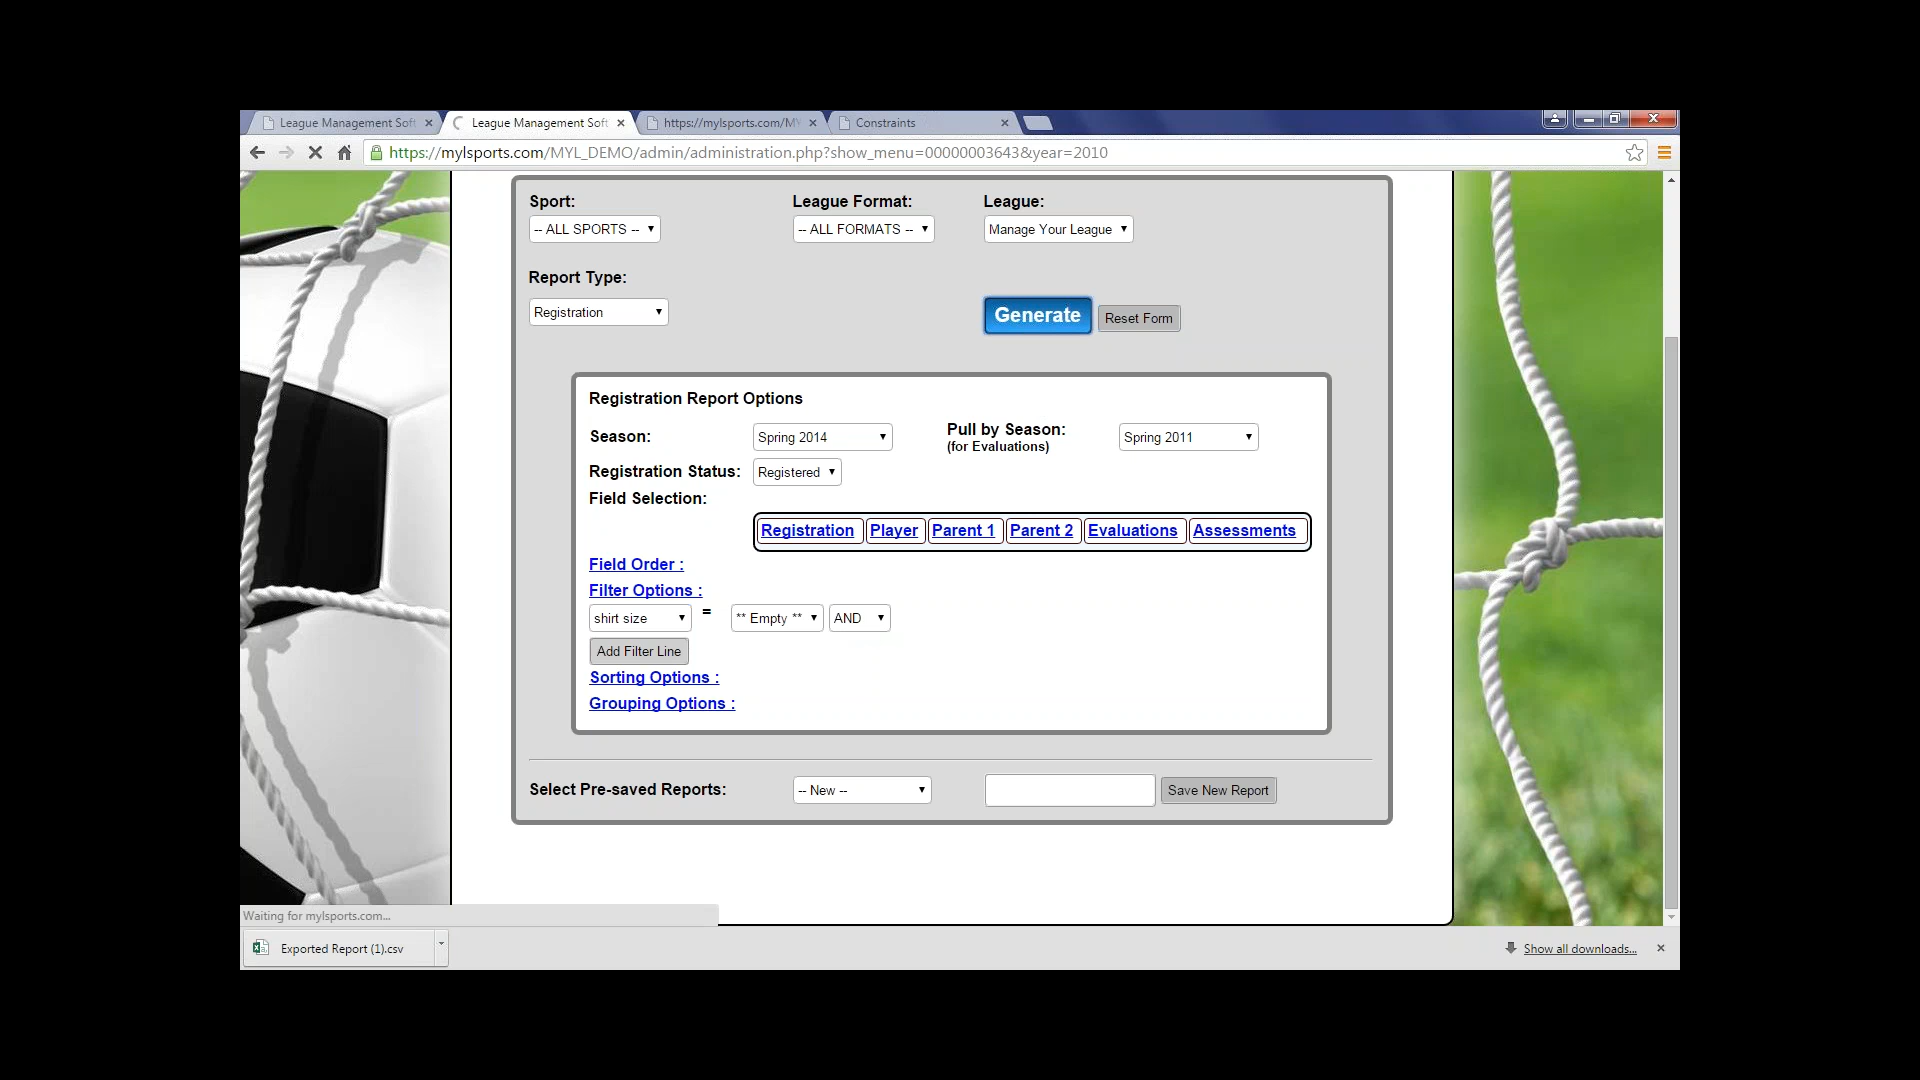 League Management Soft
League Management Soft
https://mylsports.com/MY
Constraints
https://mylsports.com/MYL_DEMO/admin/administration.php?show_menu=00000003643&year=2010
Sport: League Format: League:
-- ALL SPORTS -- -- ALL FORMATS -- Manage Your League
Report Type:
Registration Generate Reset Form
Registration Report Options
Season: Spring 2014 Pull by Season: Spring 2011
(for Evaluations)
Registration Status: Registered
Field Selection:
Registration Player Parent 1 Parent 2 Evaluations Assessments
Field Order :
Filter Options :
shirt size = ** Empty ** AND
Add Filter Line
Sorting Options :
Grouping Options :
Select Pre-saved Reports: -- New -- Save New Report
Waiting for mylsports.com...
Exported Report (1).csv Show all downloads...